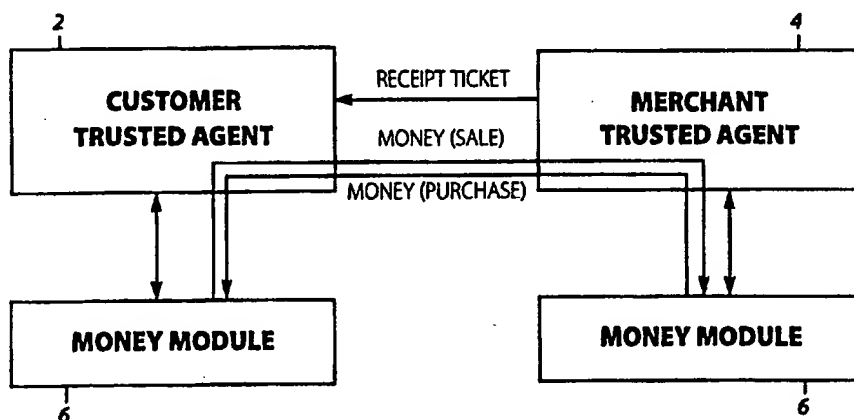 2
4
CUSTOMER
TRUSTED AGENT
RECEIPT TICKET
MERCHANT
TRUSTED AGENT
MONEY (SALE)
MONEY (PURCHASE)
MONEY MODULE
MONEY MODULE
6
6